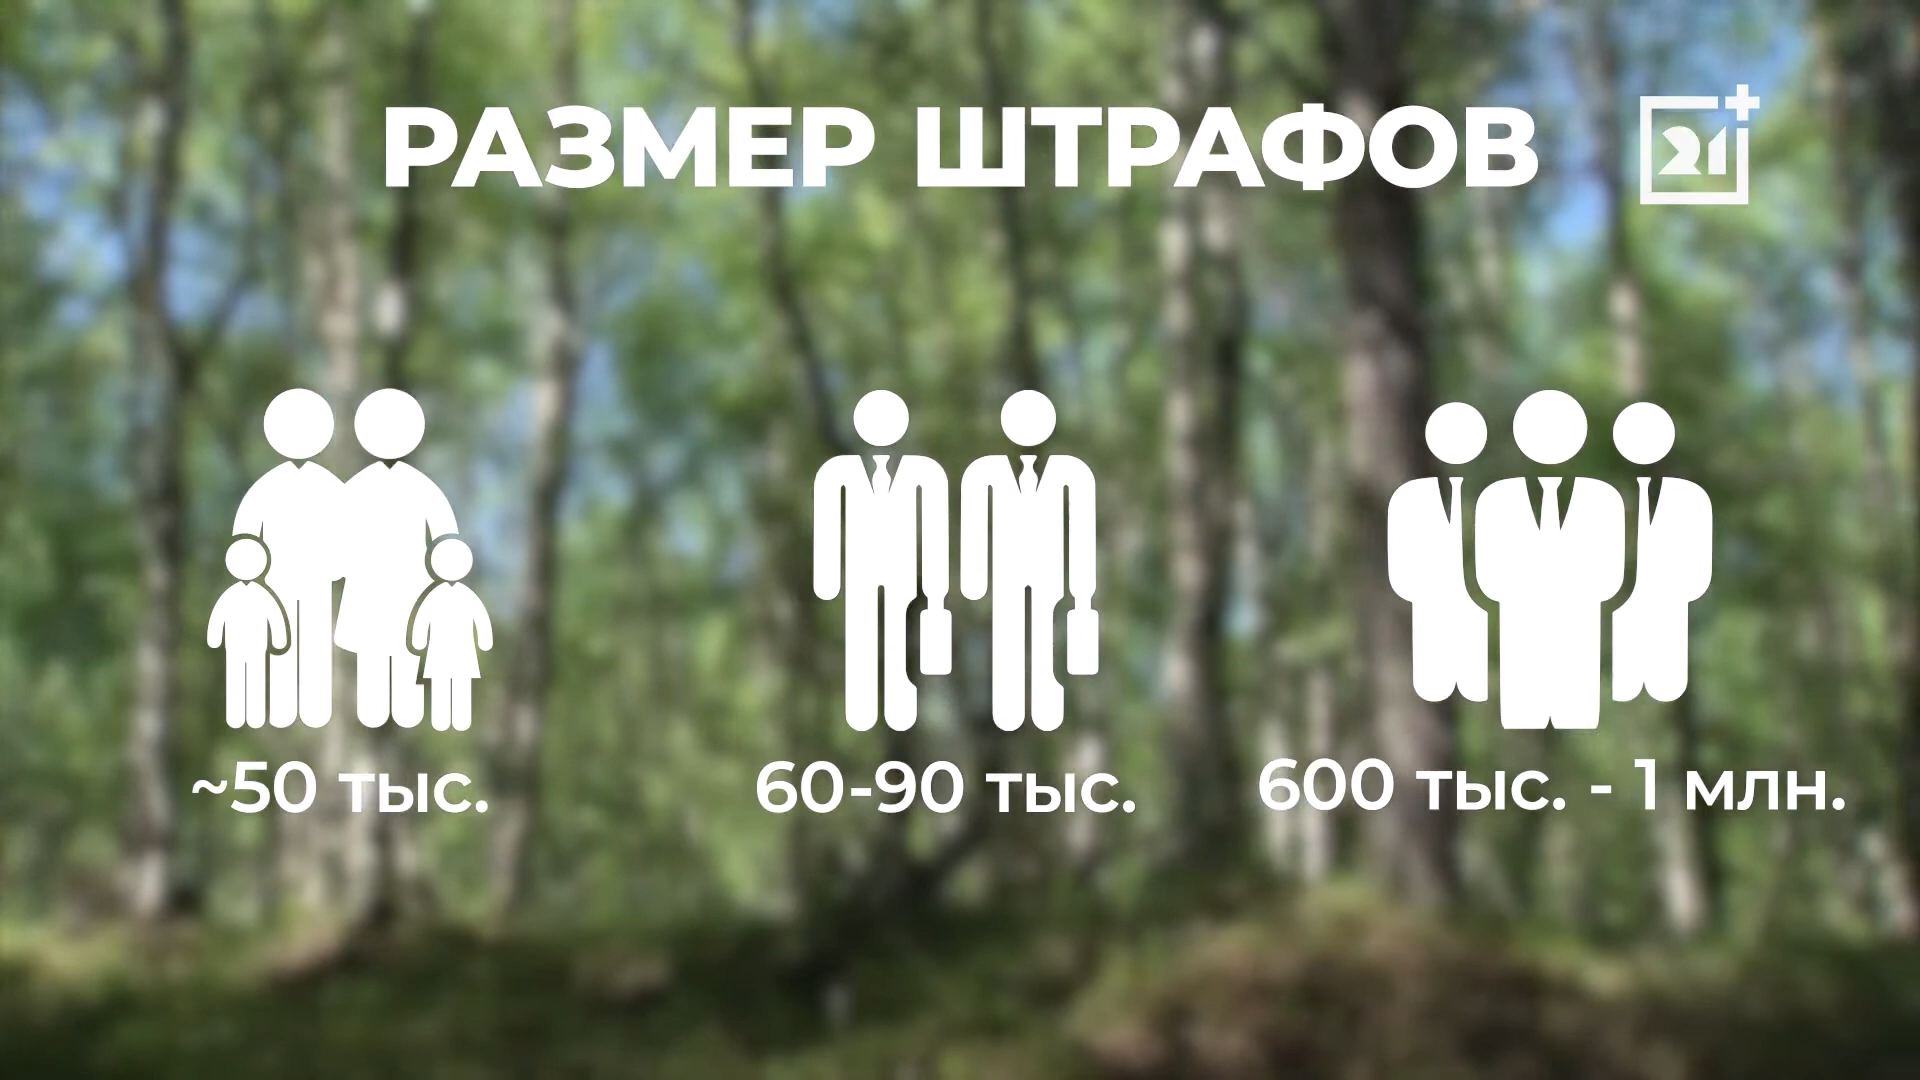 РАЗМЕР ШТРАФОВ
21+
~50 тыс.
60-90 тыс.
600 тыс. - 1 млн.